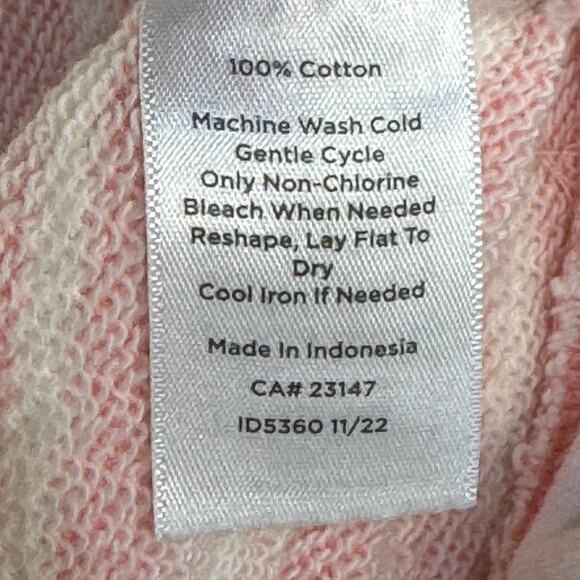 100% Cotton
Machine Wash Cold
Gentle Cycle
Only Non-Chlorine
Bleach When Needed
Reshape, Lay Flat To
Dry
Cool Iron If Needed
Made In Indonesia
CA# 23147
ID5360 11/22